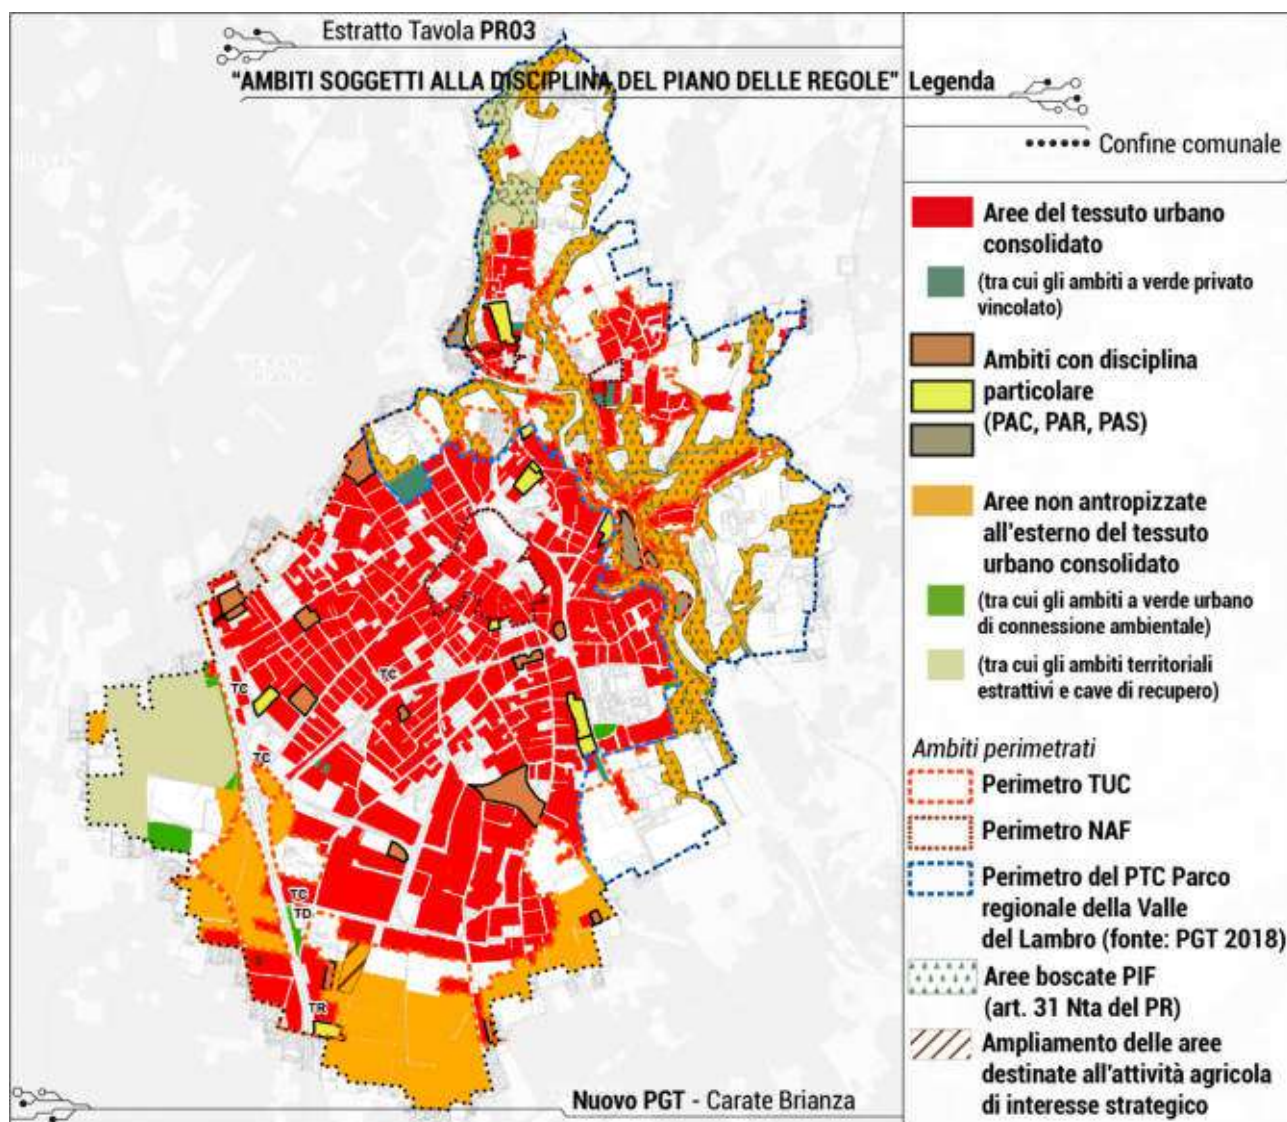 Estratto Tavola PR03
"AMBITI SOGGETTI ALLA DISCIPLINA DEL PIANO DELLE REGOLE"
Legenda
Confine comunale
Aree del tessuto urbano
consolidato
(tra cui gli ambiti a verde privato
vincolato)
Ambiti con disciplina
particolare
(PAC, PAR, PAS)
Aree non antropizzate
all'esterno del tessuto
urbano consolidato
(tra cui gli ambiti a verde urbano
di connessione ambientale)
(tra cui gli ambiti territoriali
estrattivi e cave di recupero)
Ambiti perimetrati
Perimetro TUC
Perimetro NAF
Perimetro del PTC Parco
regionale della Valle
del Lambro (fonte: PGT 2018)
Aree boscate PIF
(art. 31 Nta del PR)
Ampliamento delle aree
destinate all'attività agricola
di interesse strategico
TC
TC
TC
TC
TD
TR
Nuovo PGT - Carate Brianza